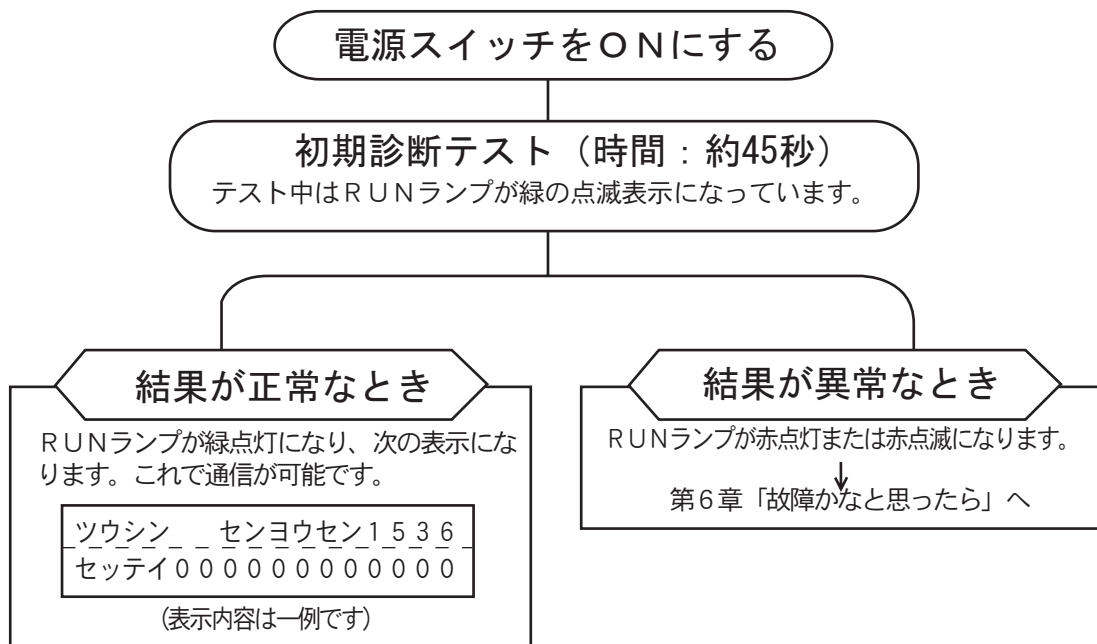 電源スイッチをＯＮにする
初期診断テスト（時間：約45秒）
テスト中はＲＵＮランプが緑の点滅表示になっています。
結果が正常なとき
ＲＵＮランプが緑点灯になり、次の表示にな
ります。これで通信が可能です。
ツウシン　　センヨウセン１５３６
セッテイ００００００００００００
（表示内容は一例です）
結果が異常なとき
ＲＵＮランプが赤点灯または赤点滅になります。
第６章「故障かなと思ったら」へ